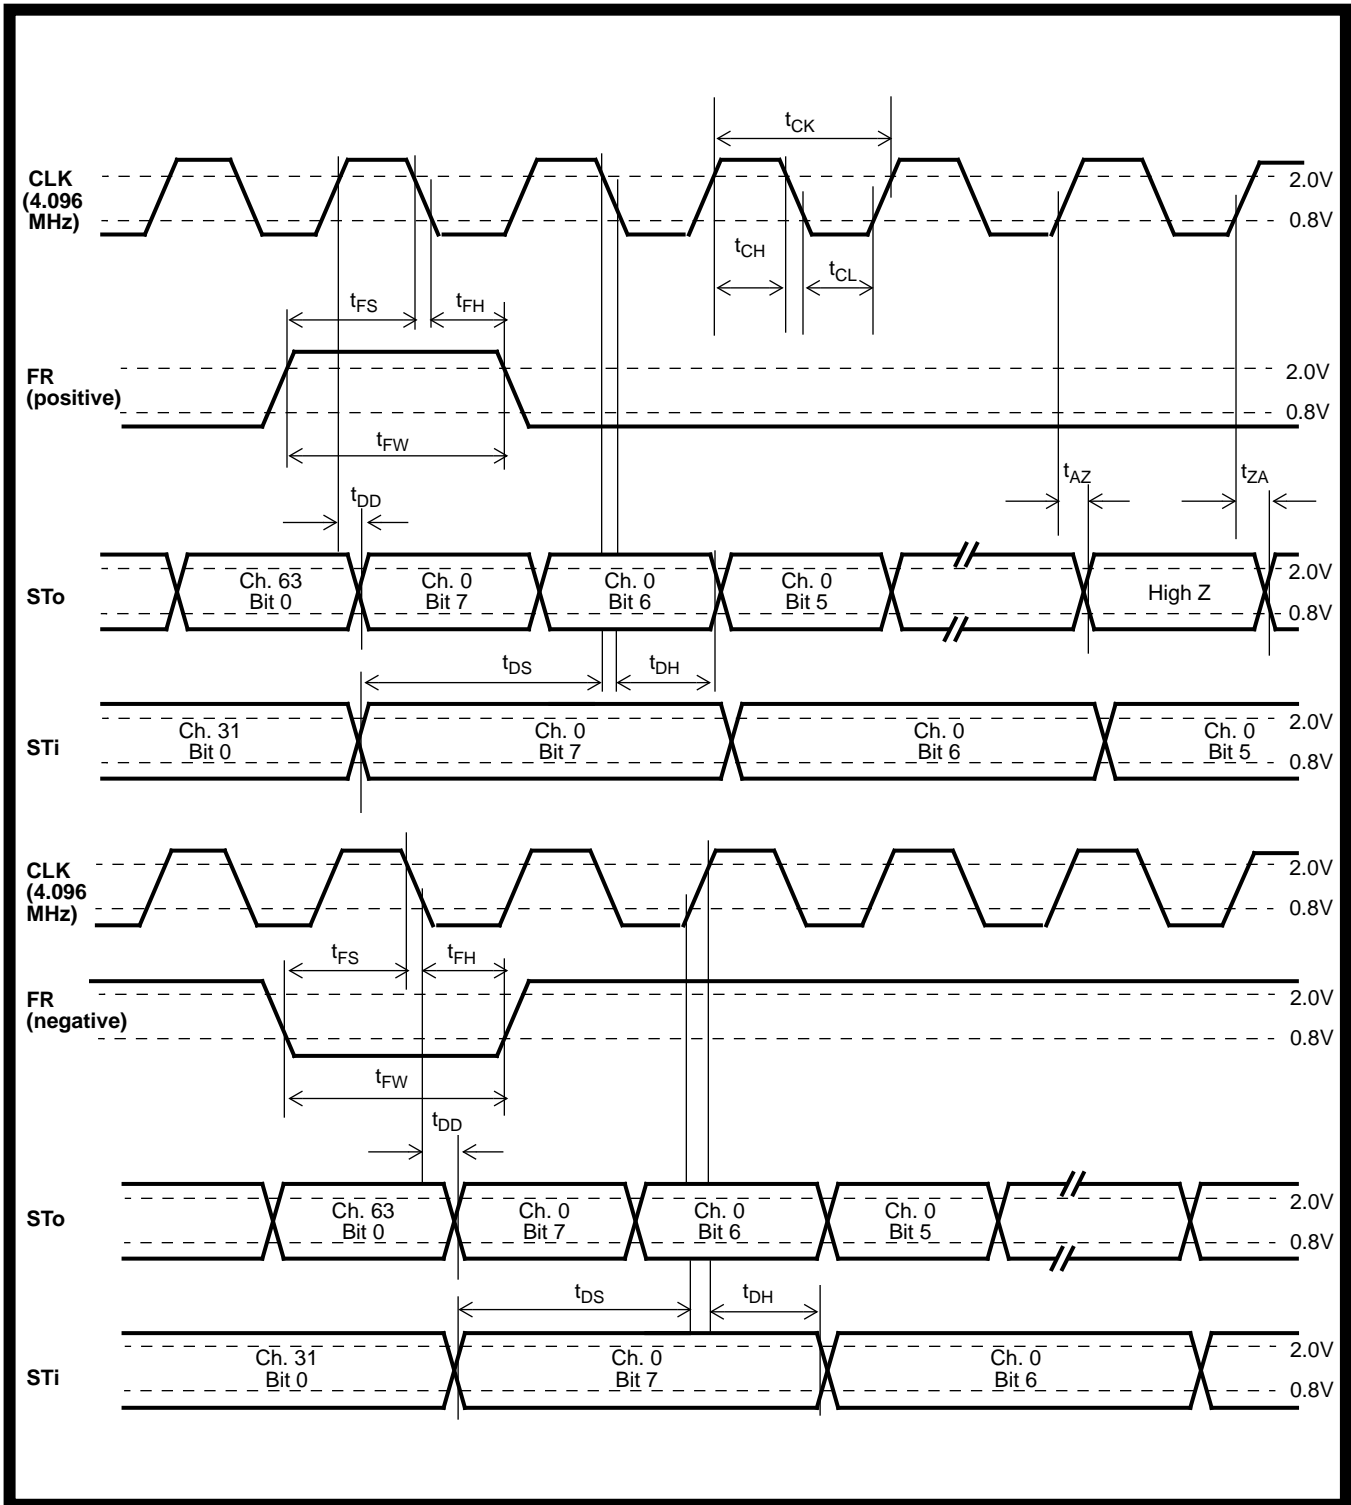 tCK
CLK
(4.096
MHz)
2.0V
0.8V
tCH
tCL
tFS
tFH
FR
(positive)
2.0V
0.8V
tFW
tAZ
tZA
tDD
STo
Ch. 63
Bit 0
Ch. 0
Bit 7
Ch. 0
Bit 6
Ch. 0
Bit 5
High Z
2.0V
0.8V
tDS
tDH
STi
Ch. 31
Bit 0
Ch. 0
Bit 7
Ch. 0
Bit 6
Ch. 0
Bit 5
2.0V
0.8V
CLK
(4.096
MHz)
2.0V
0.8V
tFS
tFH
FR
(negative)
2.0V
0.8V
tFW
tDD
STo
Ch. 63
Bit 0
Ch. 0
Bit 7
Ch. 0
Bit 6
Ch. 0
Bit 5
2.0V
0.8V
tDS
tDH
STi
Ch. 31
Bit 0
Ch. 0
Bit 7
Ch. 0
Bit 6
2.0V
0.8V